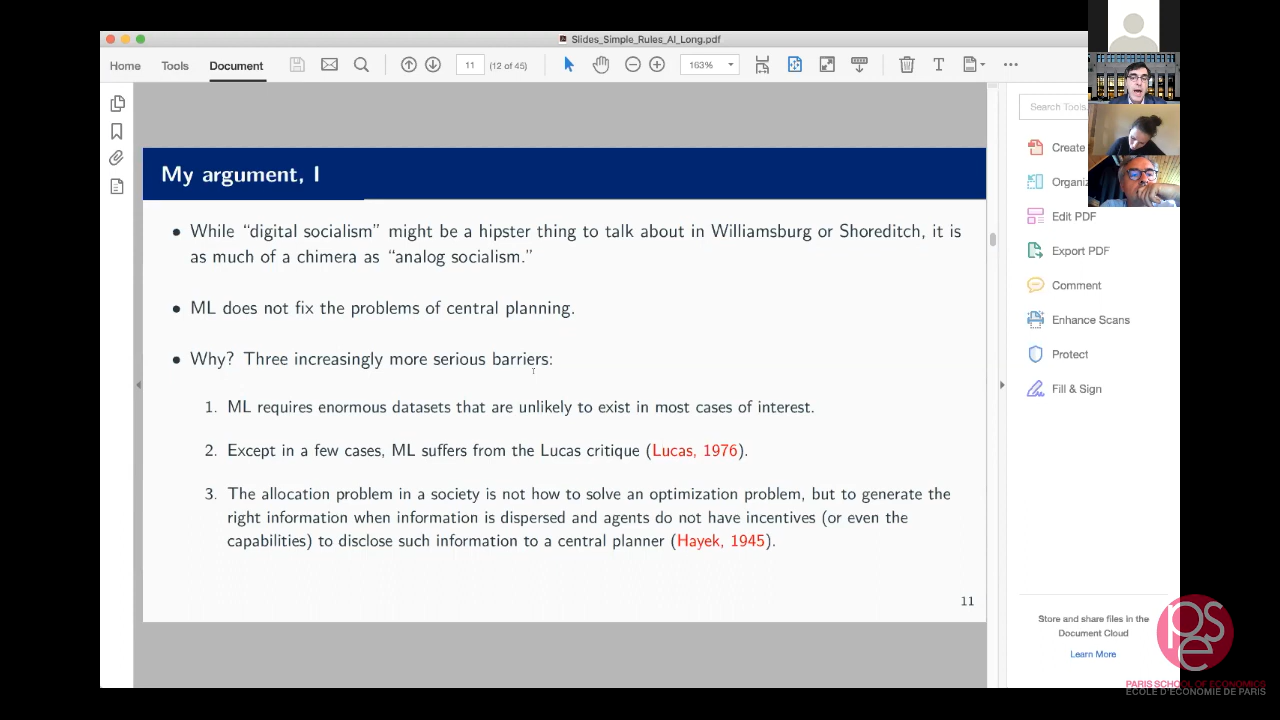 Slides_Simple_Rules_AI_Long.pdf
Home Tools Document 11 (12 of 45) 163%
Search Tools
My argument, I
• While “digital socialism” might be a hipster thing to talk about in Williamsburg or Shoreditch, it is
as much of a chimera as “analog socialism.”
• ML does not fix the problems of central planning.
• Why? Three increasingly more serious barriers:
1. ML requires enormous datasets that are unlikely to exist in most cases of interest.
2. Except in a few cases, ML suffers from the Lucas critique (Lucas, 1976).
3. The allocation problem in a society is not how to solve an optimization problem, but to generate the
right information when information is dispersed and agents do not have incentives (or even the
capabilities) to disclose such information to a central planner (Hayek, 1945).
11
Create
Organiz
Edit PDF
Export PDF
Comment
Enhance Scans
Protect
Fill & Sign
Store and share files in the
Document Cloud
Learn More
pse
PARIS SCHOOL OF ECONOMICS
ÉCOLE D'ÉCONOMIE DE PARIS